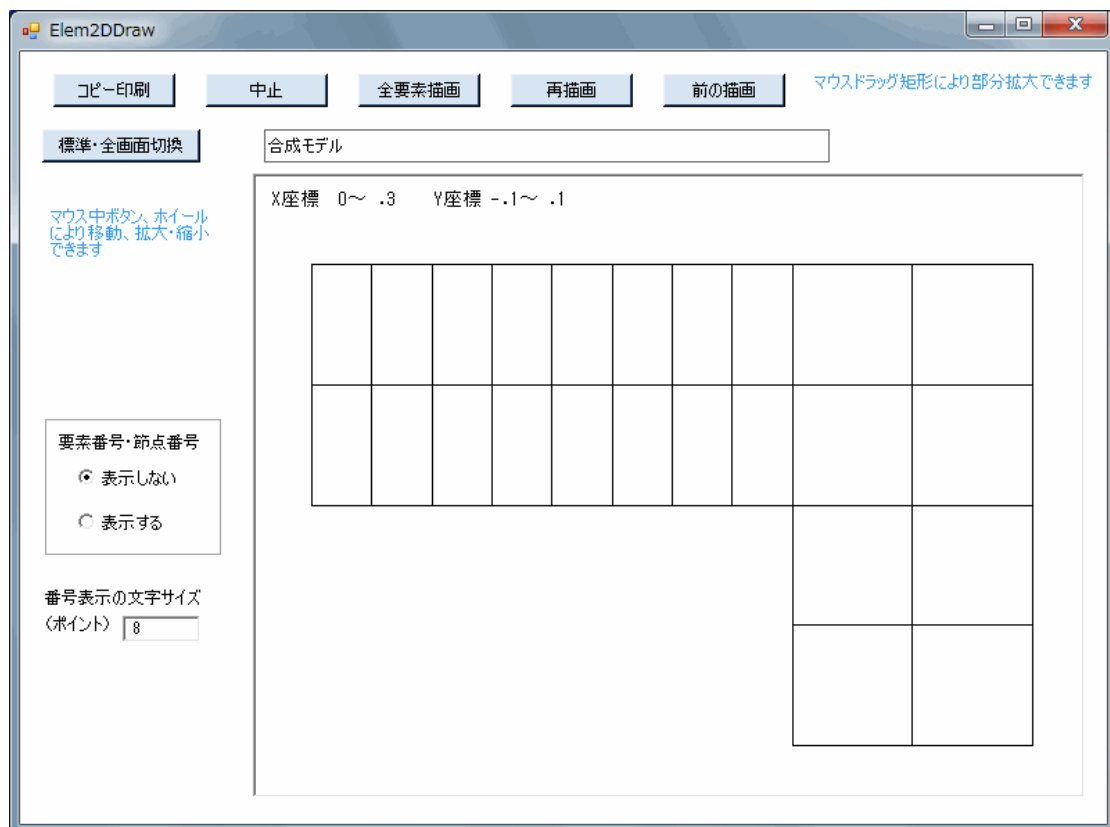 Elem2DDraw
コピー印刷 中止 全要素描画 再描画 前の描画 マウスドラッグ矩形により部分拡大できます
標準・全画面切換 合成モデル
X座標 0～ .3 Y座標 -.1～ .1
マウス中ボタン、ホイール
により移動、拡大・縮小
できます
要素番号・節点番号
表示しない
表示する
番号表示の文字サイズ
（ポイント） 8